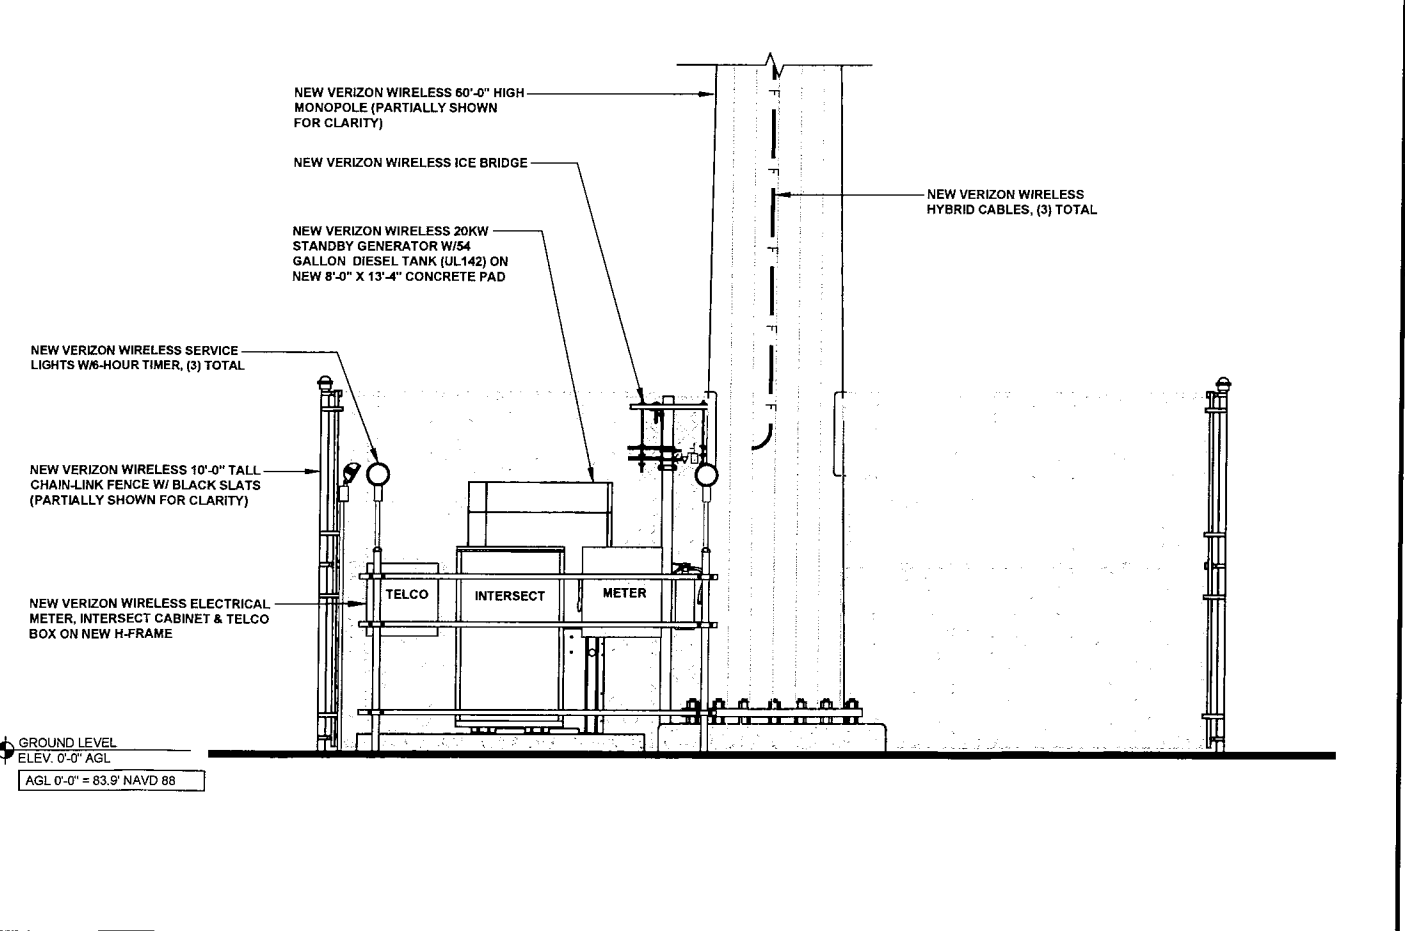 NEW VERIZON WIRELESS 60'-0" HIGH
MONOPOLE (PARTIALLY SHOWN
FOR CLARITY)
NEW VERIZON WIRELESS ICE BRIDGE
NEW VERIZON WIRELESS
HYBRID CABLES, (3) TOTAL
NEW VERIZON WIRELESS 20KW
STANDBY GENERATOR W/54
GALLON DIESEL TANK (UL142) ON
NEW 8'-0" X 13'-4" CONCRETE PAD
NEW VERIZON WIRELESS SERVICE
LIGHTS W/6-HOUR TIMER, (3) TOTAL
NEW VERIZON WIRELESS 10'-0" TALL
CHAIN-LINK FENCE W/ BLACK SLATS
(PARTIALLY SHOWN FOR CLARITY)
NEW VERIZON WIRELESS ELECTRICAL
METER, INTERSECT CABINET & TELCO
BOX ON NEW H-FRAME
TELCO
INTERSECT
METER
GROUND LEVEL
ELEV. 0'-0" AGL
AGL 0'-0" = 83.9' NAVD 88